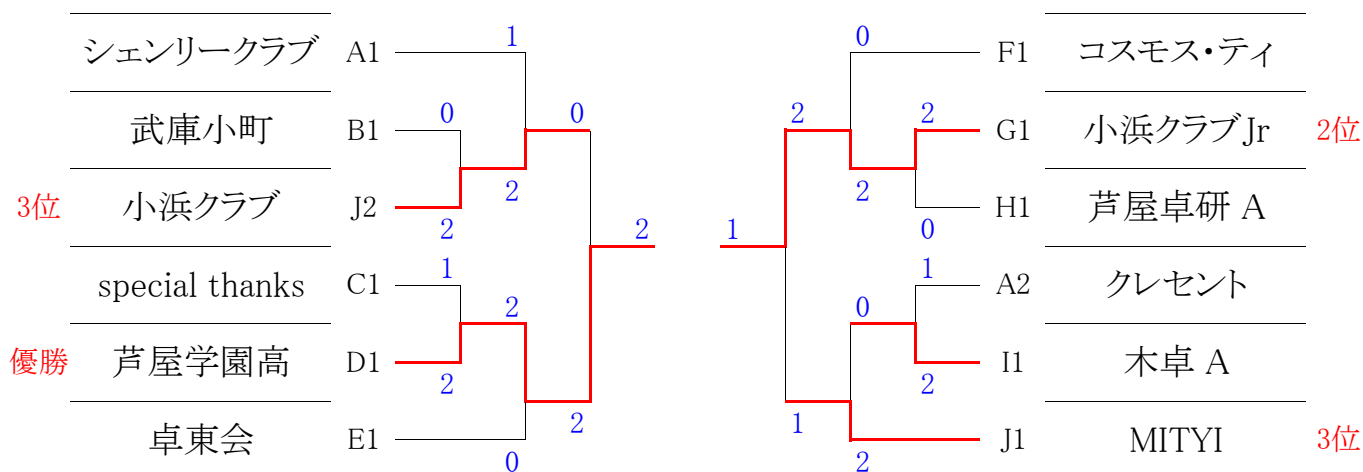 シェンリークラブ A1 1 0 F1 コスモス・ティ
武庫小町 B1 0 0 2 2 G1 小浜クラブJr 2位
3位 小浜クラブ J2 2 2 2 0 H1 芦屋卓研 A
2 1
special thanks C1 1 2 0 1 A2 クレセント
優勝 芦屋学園高 D1 2 2 I1 木卓 A
卓東会 E1 0 2 1 2 J1 MITYI 3位